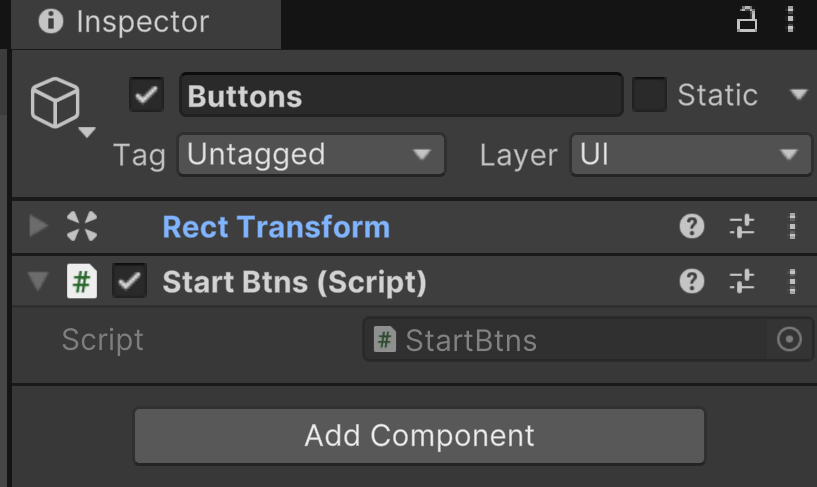 Inspector
Buttons
Static
Tag Untagged Layer UI
Rect Transform
# Start Btns (Script)
Script # StartBtns
Add Component